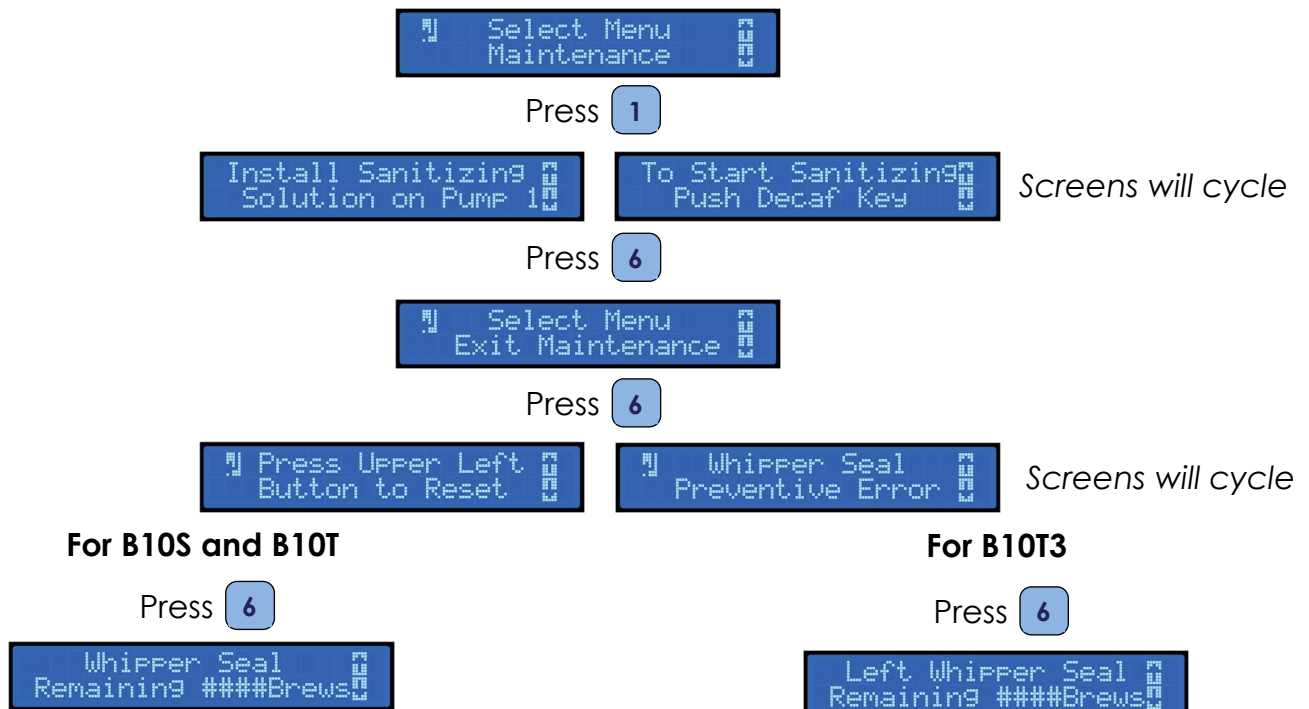 Select Menu
Maintenance
Press 1
Install Sanitizing
Solution on Pump 1
To Start Sanitizing
Push Decaf Key
Screens will cycle
Press 6
Select Menu
Exit Maintenance
Press 6
Press Upper Left
Button to Reset
Whipper Seal
Preventive Error
Screens will cycle
For B10S and B10T
For B10T3
Press 6
Press 6
Whipper Seal
Remaining ####Brews
Left Whipper Seal
Remaining ####Brews